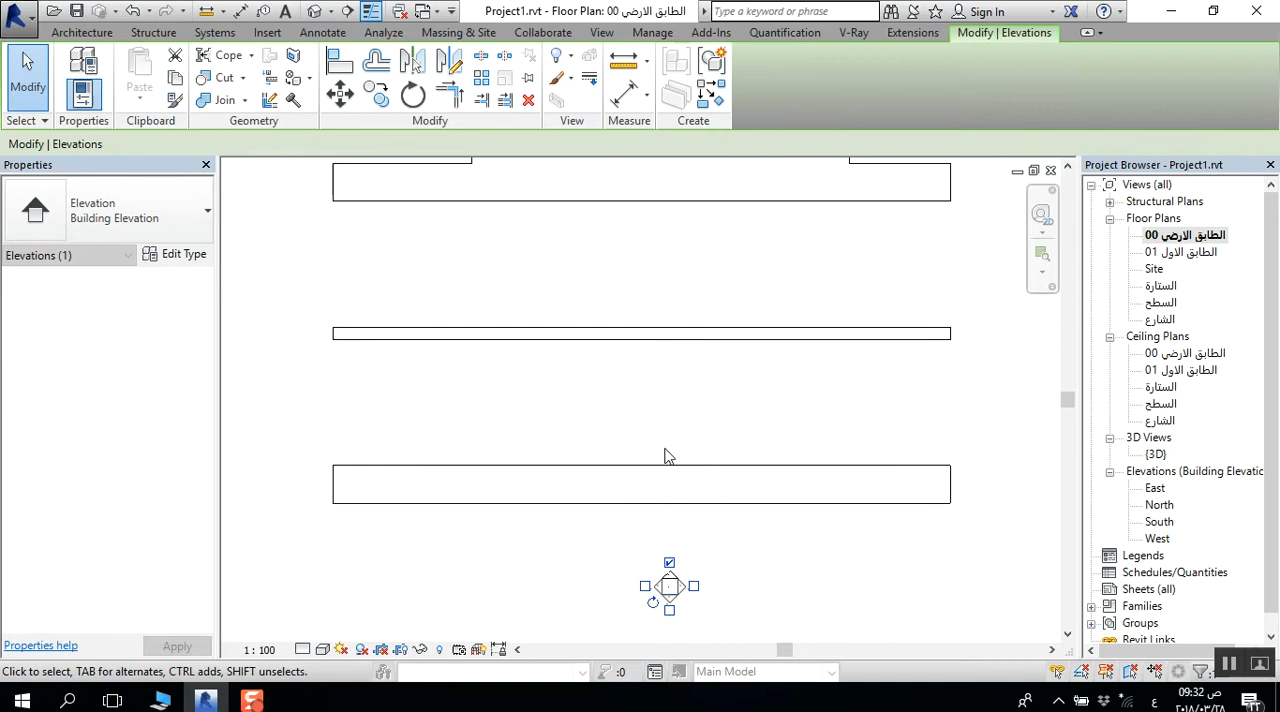 Project1.rvt - Floor Plan: الطابق الارضي 00
Type a keyword or phrase
Sign In
Architecture Structure Systems Insert Annotate Analyze Massing & Site Collaborate View Manage Add-Ins Quantification V-Ray Extensions Modify | Elevations
Modify
Paste
Cope
Cut
Join
Select Properties Clipboard Geometry Modify View Measure Create
Modify | Elevations
Properties
Elevation
Building Elevation
Elevations (1)
Edit Type
Properties help
Apply
2D
Project Browser - Project1.rvt
Views (all)
Structural Plans
Floor Plans
الطابق الارضي 00
الطابق الاول 01
Site
الستارة
السطح
الشارع
Ceiling Plans
الطابق الارضي 00
الطابق الاول 01
الستارة
السطح
الشارع
3D Views
{3D}
Elevations (Building Elevatio
East
North
South
West
Legends
Schedules/Quantities
Sheets (all)
Families
Groups
Revit Links
1 : 100
Click to select, TAB for alternates, CTRL adds, SHIFT unselects.
:0
Main Model
ع
09:32 ص
٢٠١٨/٠٣/٢٨